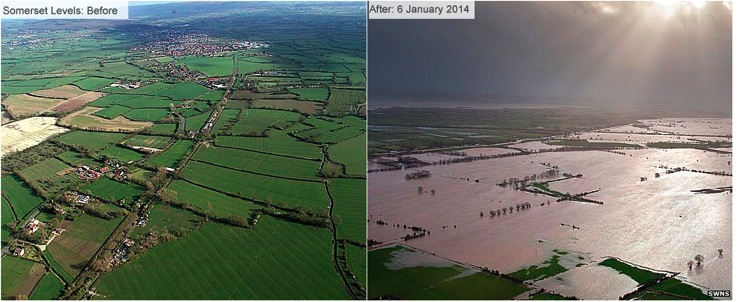 Somerset Levels: Before
After: 6 January 2014
SWNS